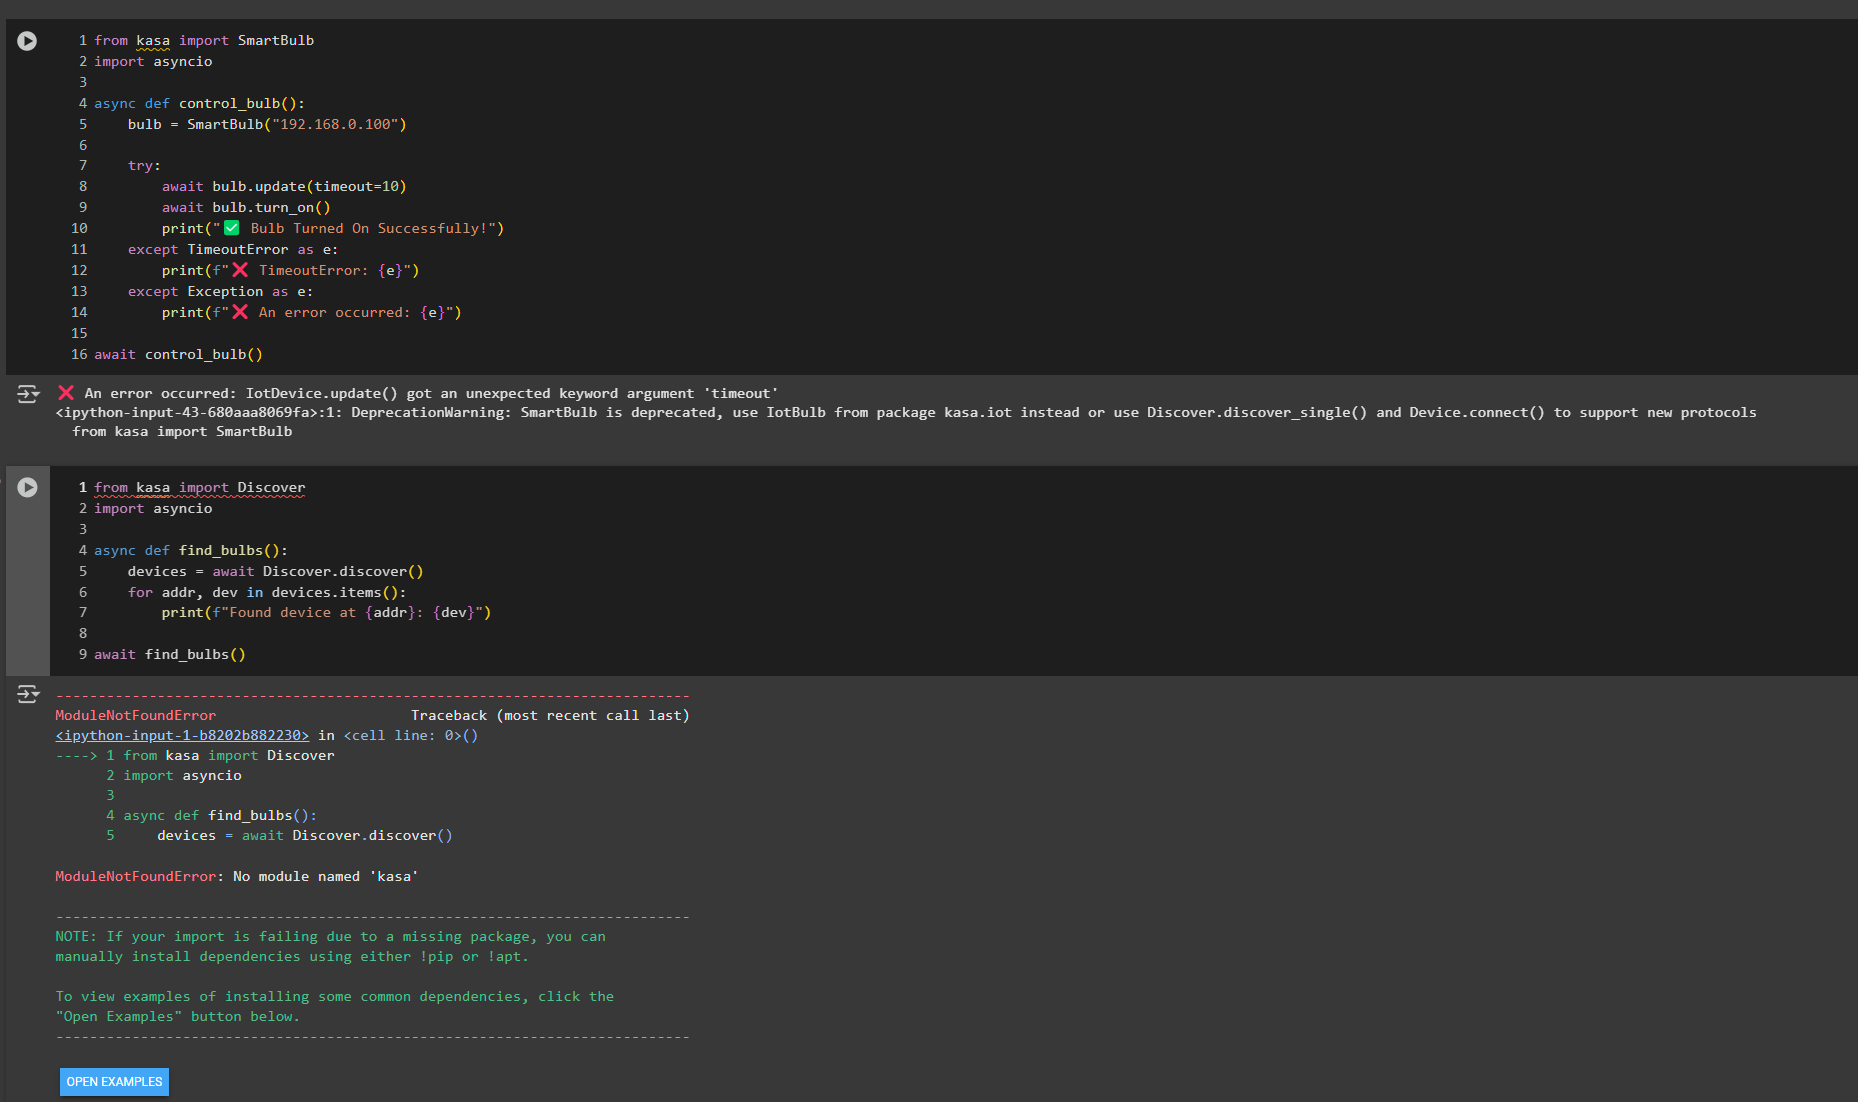 1 from kasa import SmartBulb
2 import asyncio
3
4 async def control_bulb():
5     bulb = SmartBulb("192.168.0.100")
6
7     try:
8         await bulb.update(timeout=10)
9         await bulb.turn_on()
10         print("✅ Bulb Turned On Successfully!")
11     except TimeoutError as e:
12         print(f"❌ TimeoutError: {e}")
13     except Exception as e:
14         print(f"❌ An error occurred: {e}")
15
16 await control_bulb()
❌ An error occurred: IotDevice.update() got an unexpected keyword argument 'timeout'
<ipython-input-43-680aaa8069fa>:1: DeprecationWarning: SmartBulb is deprecated, use IotBulb from package kasa.iot instead or use Discover.discover_single() and Device.connect() to support new protocols
  from kasa import SmartBulb
1 from kasa import Discover
2 import asyncio
3
4 async def find_bulbs():
5     devices = await Discover.discover()
6     for addr, dev in devices.items():
7         print(f"Found device at {addr}: {dev}")
8
9 await find_bulbs()
---------------------------------------------------------------------------
ModuleNotFoundError                       Traceback (most recent call last)
<ipython-input-1-b8202b882230> in <cell line: 0>()
----> 1 from kasa import Discover
      2 import asyncio
      3
      4 async def find_bulbs():
      5     devices = await Discover.discover()
ModuleNotFoundError: No module named 'kasa'
---------------------------------------------------------------------------
NOTE: If your import is failing due to a missing package, you can
manually install dependencies using either !pip or !apt.
To view examples of installing some common dependencies, click the
"Open Examples" button below.
---------------------------------------------------------------------------
OPEN EXAMPLES